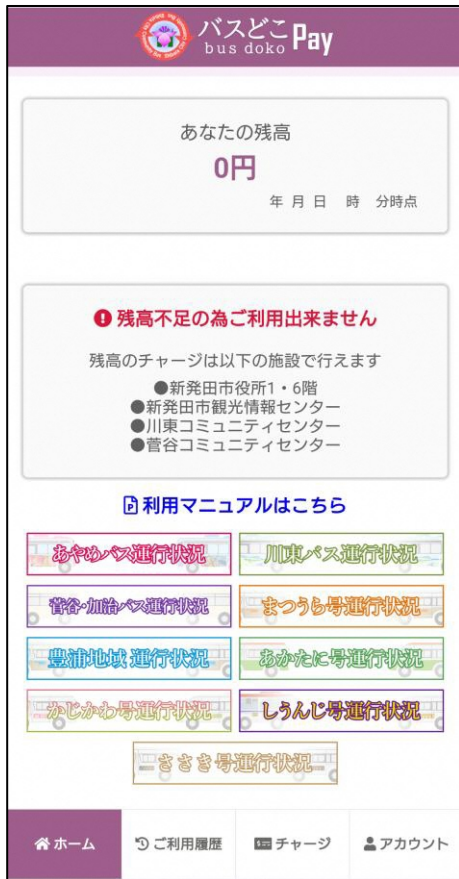 バスどこ
bus doko
Pay
あなたの残高
0円
年 月 日 時 分時点
残高不足の為ご利用出来ません
残高のチャージは以下の施設で行えます
●新発田市役所1・6階
●新発田市観光情報センター
●川東コミュニティセンター
●菅谷コミュニティセンター
利用マニュアルはこちら
あやめバス運行状況
川東バス運行状況
菅谷・加治バス運行状況
まつうら号運行状況
豊浦地域 運行状況
あかたに号運行状況
かじかわ号運行状況
しうんじ号運行状況
ささき号運行状況
ホーム ご利用履歴 チャージ アカウント